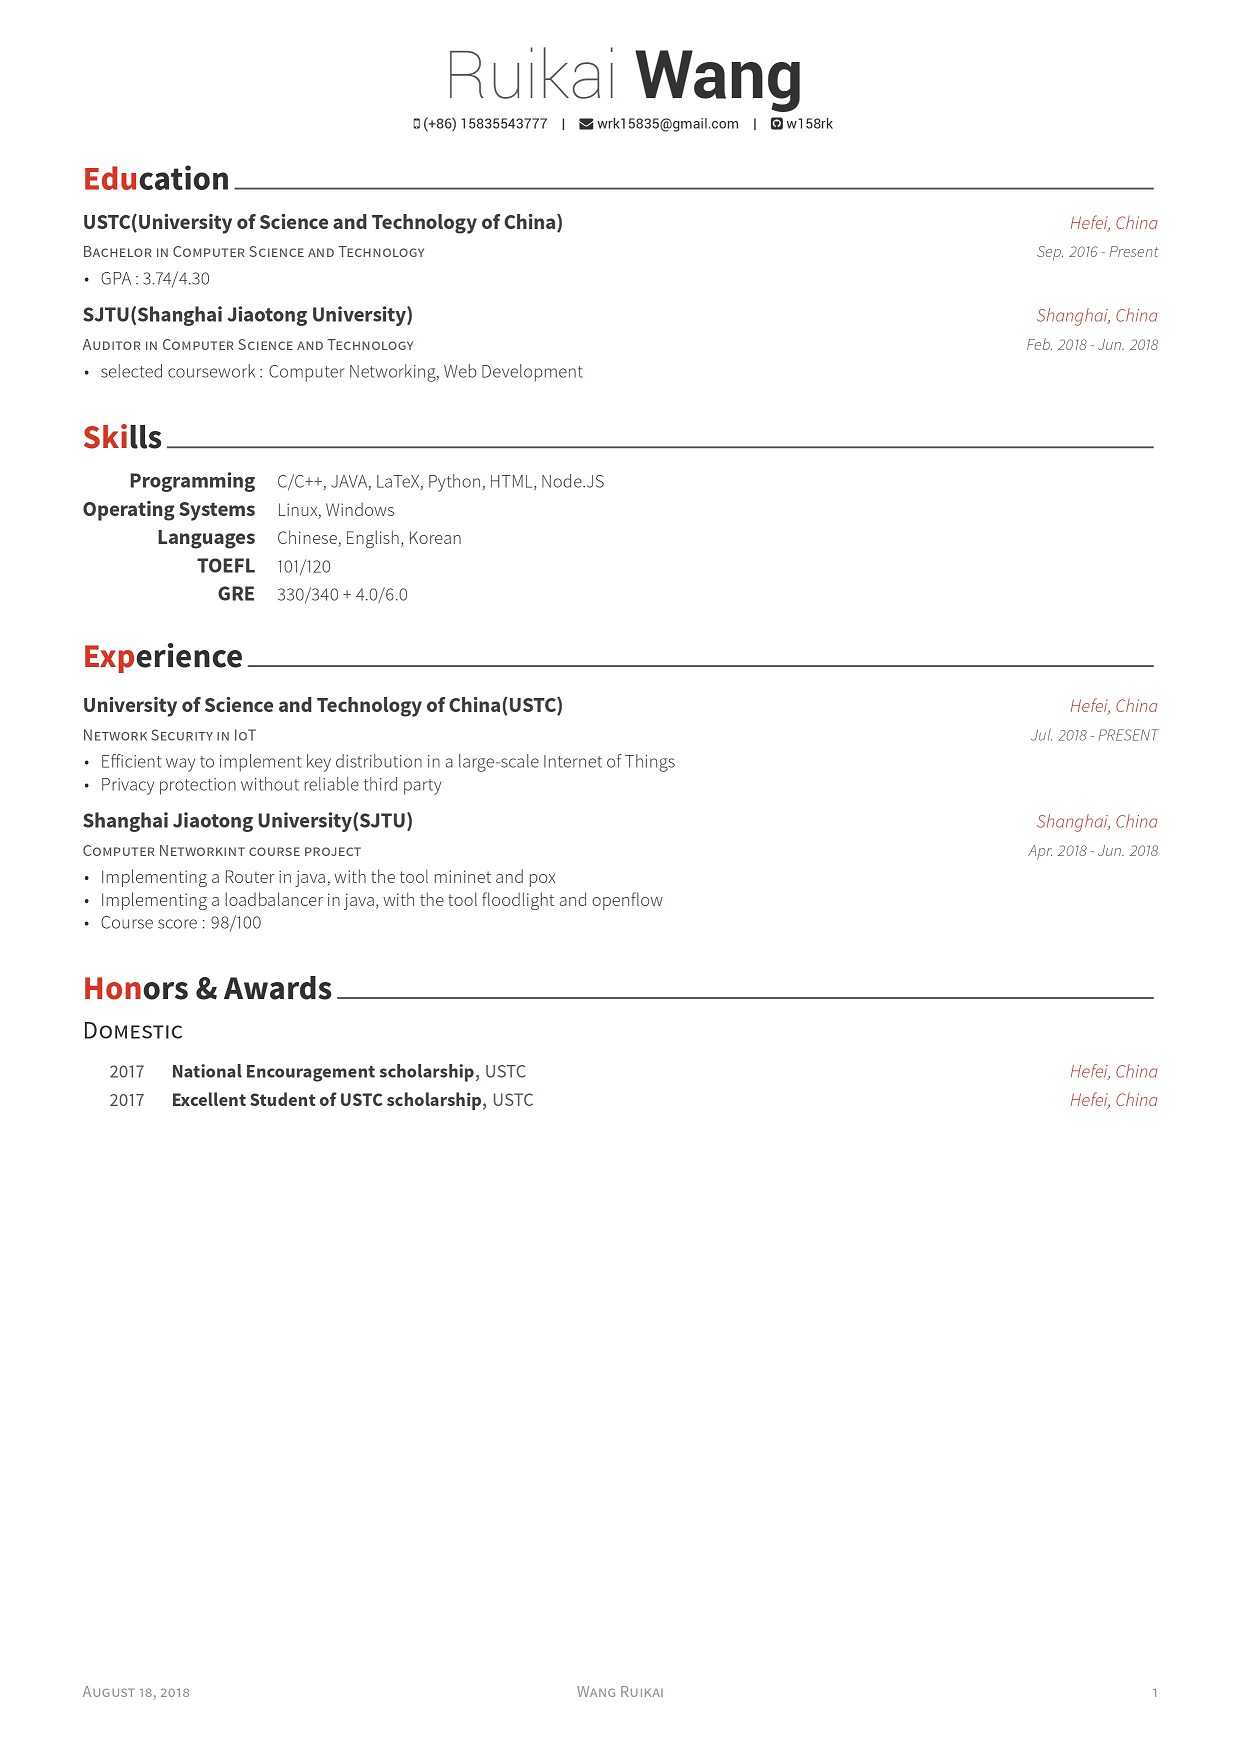 Ruikai Wang
(+86) 15835543777 | wrk15835@gmail.com | w158rk
Education
USTC(University of Science and Technology of China) Hefei, China
Bachelor in Computer Science and Technology Sep. 2016 - Present
• GPA : 3.74/4.30
SJTU(Shanghai Jiaotong University) Shanghai, China
Auditor in Computer Science and Technology Feb. 2018 - Jun. 2018
• selected coursework : Computer Networking, Web Development
Skills
Programming C/C++, JAVA, LaTeX, Python, HTML, Node.JS
Operating Systems Linux, Windows
Languages Chinese, English, Korean
TOEFL 101/120
GRE 330/340 + 4.0/6.0
Experience
University of Science and Technology of China(USTC) Hefei, China
Network Security in IoT Jul. 2018 - PRESENT
• Efficient way to implement key distribution in a large-scale Internet of Things
• Privacy protection without reliable third party
Shanghai Jiaotong University(SJTU) Shanghai, China
Computer Networkint course project Apr. 2018 - Jun. 2018
• Implementing a Router in java, with the tool mininet and pox
• Implementing a loadbalancer in java, with the tool floodlight and openflow
• Course score : 98/100
Honors & Awards
Domestic
2017 National Encouragement scholarship, USTC Hefei, China
2017 Excellent Student of USTC scholarship, USTC Hefei, China
August 18, 2018 Wang Ruikai 1